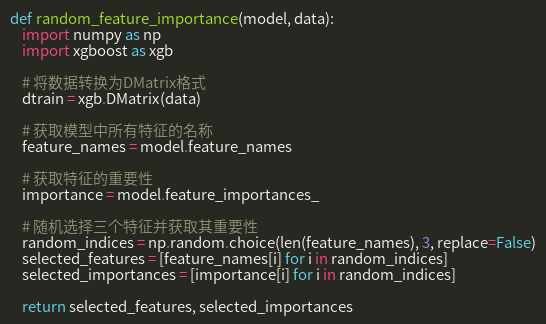 def random_feature_importance(model, data):
    import numpy as np
    import xgboost as xgb

    # 将数据转换为DMatrix格式
    dtrain = xgb.DMatrix(data)

    # 获取模型中所有特征的名称
    feature_names = model.feature_names

    # 获取特征的重要性
    importance = model.feature_importances_

    # 随机选择三个特征并获取其重要性
    random_indices = np.random.choice(len(feature_names), 3, replace=False)
    selected_features = [feature_names[i] for i in random_indices]
    selected_importances = [importance[i] for i in random_indices]

    return selected_features, selected_importances